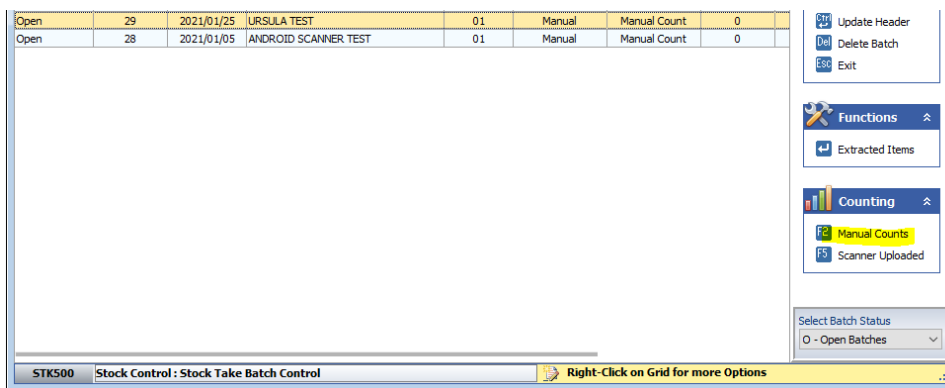 Open 29 2021/01/25 URSULA TEST 01 Manual Manual Count 0
Open 28 2021/01/05 ANDROID SCANNER TEST 01 Manual Manual Count 0
Ctrl Update Header
Del Delete Batch
Esc Exit
Functions
Extracted Items
Counting
F2 Manual Counts
F5 Scanner Uploaded
Select Batch Status
O - Open Batches
STK500 Stock Control : Stock Take Batch Control Right-Click on Grid for more Options